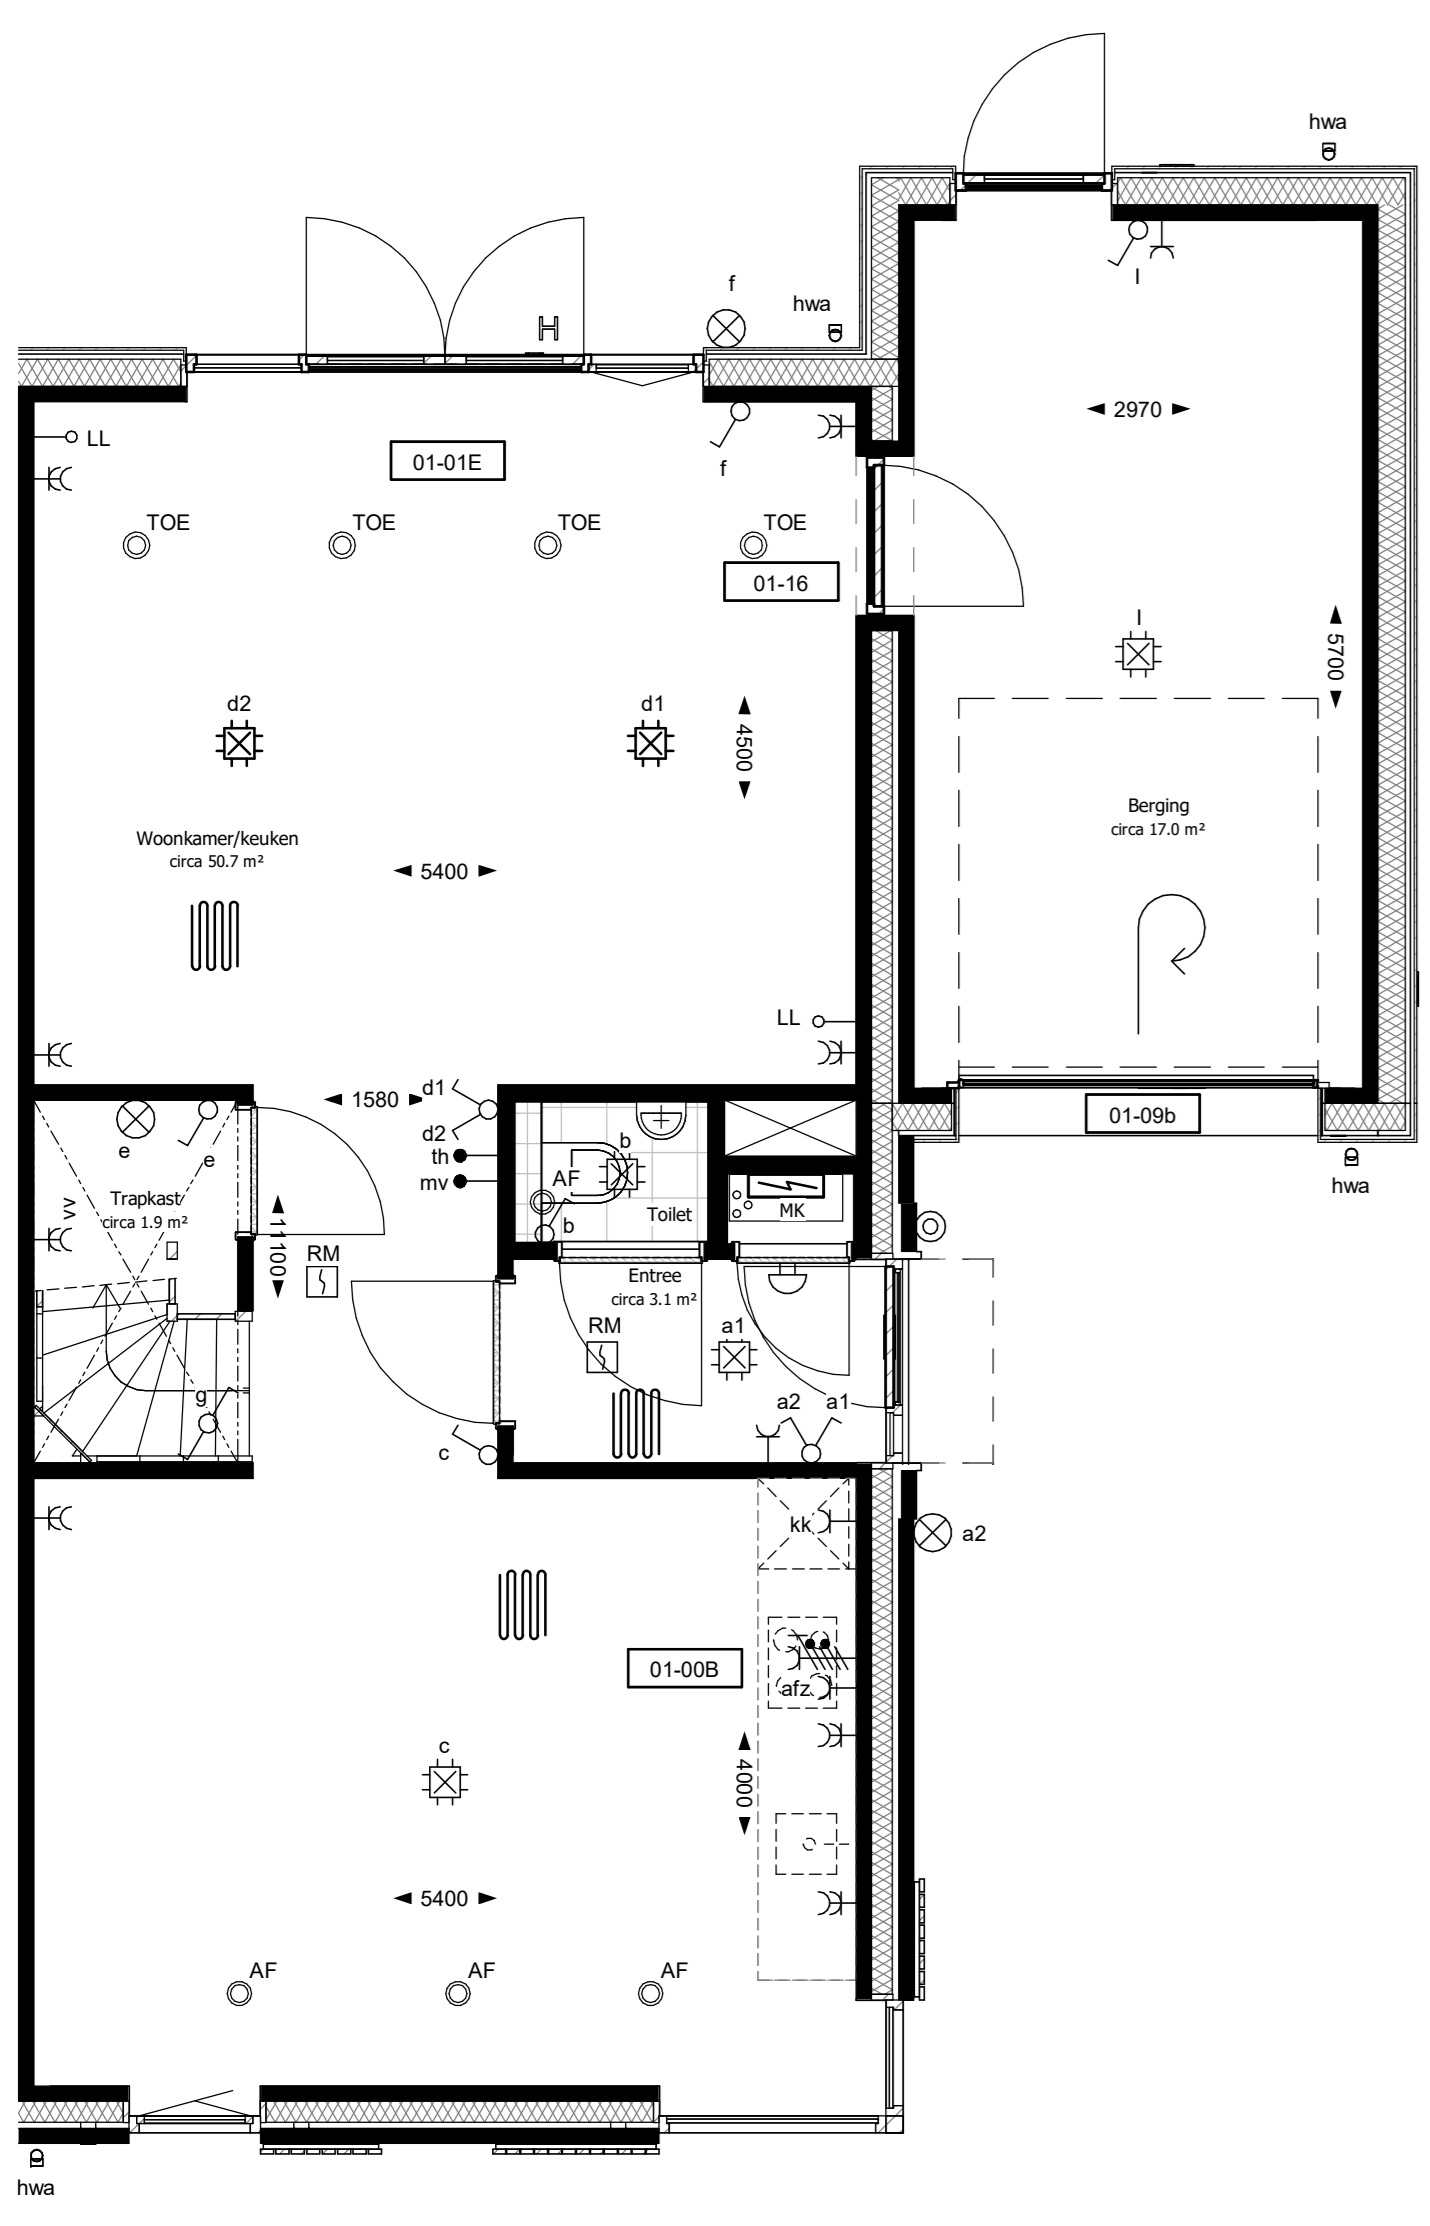 hwa
f
hwa
l
2970
LL
01-01E
f
TOE
TOE
TOE
TOE
01-16
l
5700
d2
d1
4500
Berging
circa 17.0 m²
Woonkamer/keuken
circa 50.7 m²
5400
LL
1580
d1
01-09b
d2
e
e
th
b
mv
AF
hwa
Trapkast
circa 1.9 m²
vv
b
Toilet
MK
11100
RM
Entree
circa 3.1 m²
RM
a1
g
a2
a1
c
kk
a2
01-00B
afz
c
4000
5400
AF
AF
AF
hwa